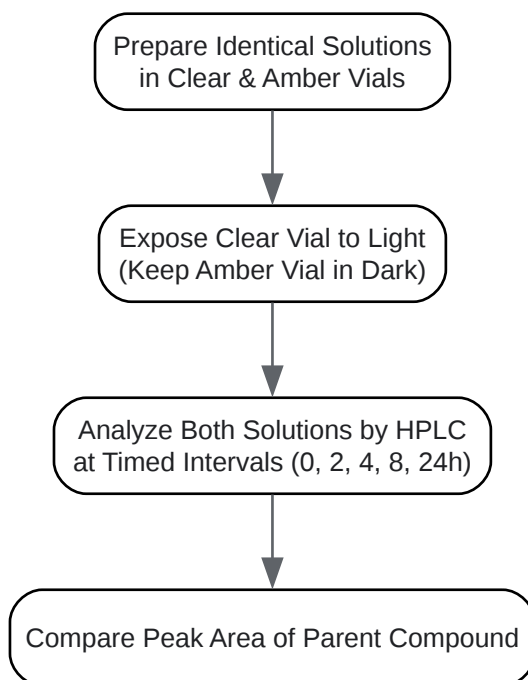 Prepare Identical Solutions
in Clear & Amber Vials
Expose Clear Vial to Light
(Keep Amber Vial in Dark)
Analyze Both Solutions by HPLC
at Timed Intervals (0, 2, 4, 8, 24h)
Compare Peak Area of Parent Compound